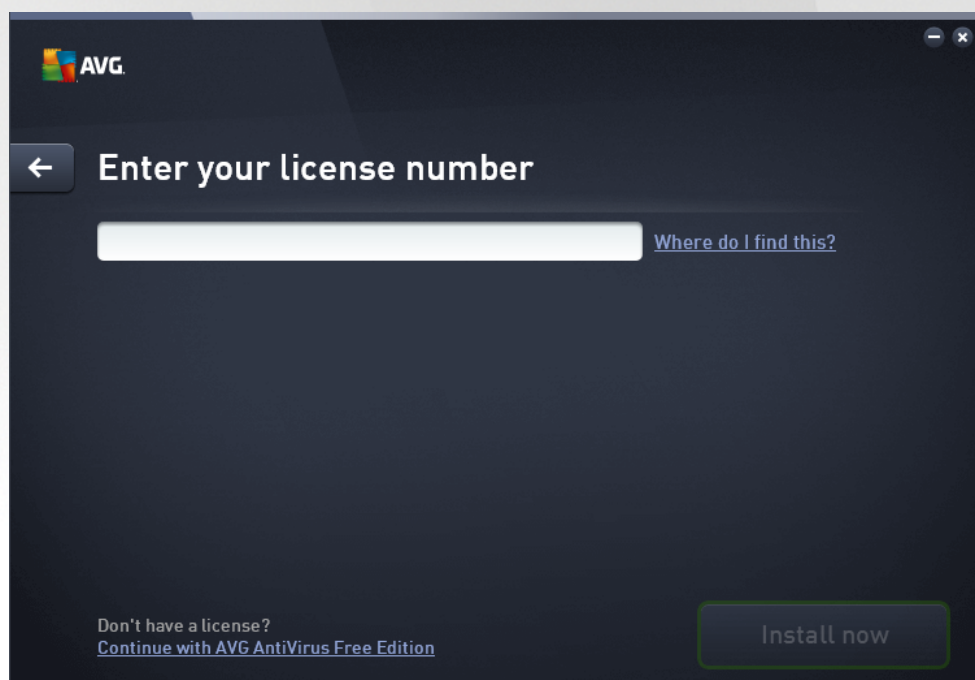 AVG.
Enter your license number
Where do I find this?
Don't have a license?
Continue with AVG AntiVirus Free Edition
Install now